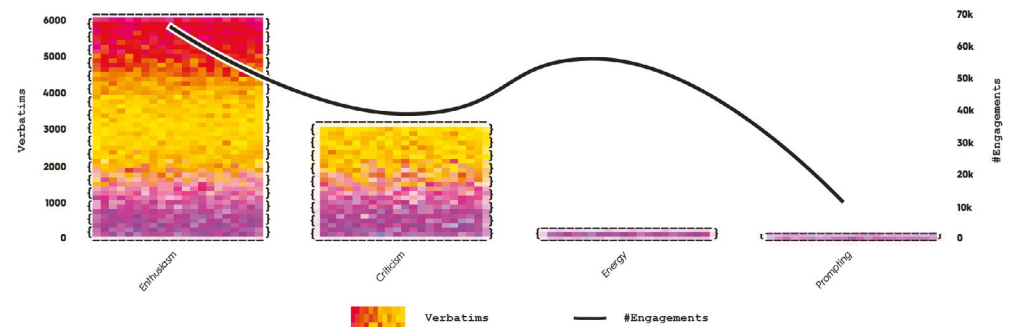 6000
5000
4000
3000
2000
1000
0
Verbatims
70k
60k
50k
40k
30k
20k
10k
0
#Engagements
Enthusiasm
Criticism
Energy
Prompting
Verbatims
#Engagements